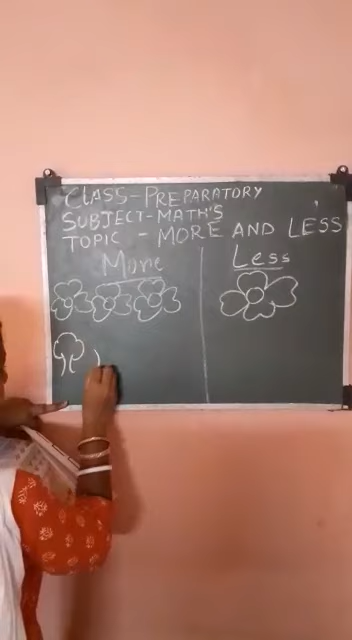 CLASS-PREPARATORY
SUBJECT-MATH'S
TOPIC - MORE AND LESS
More
Less